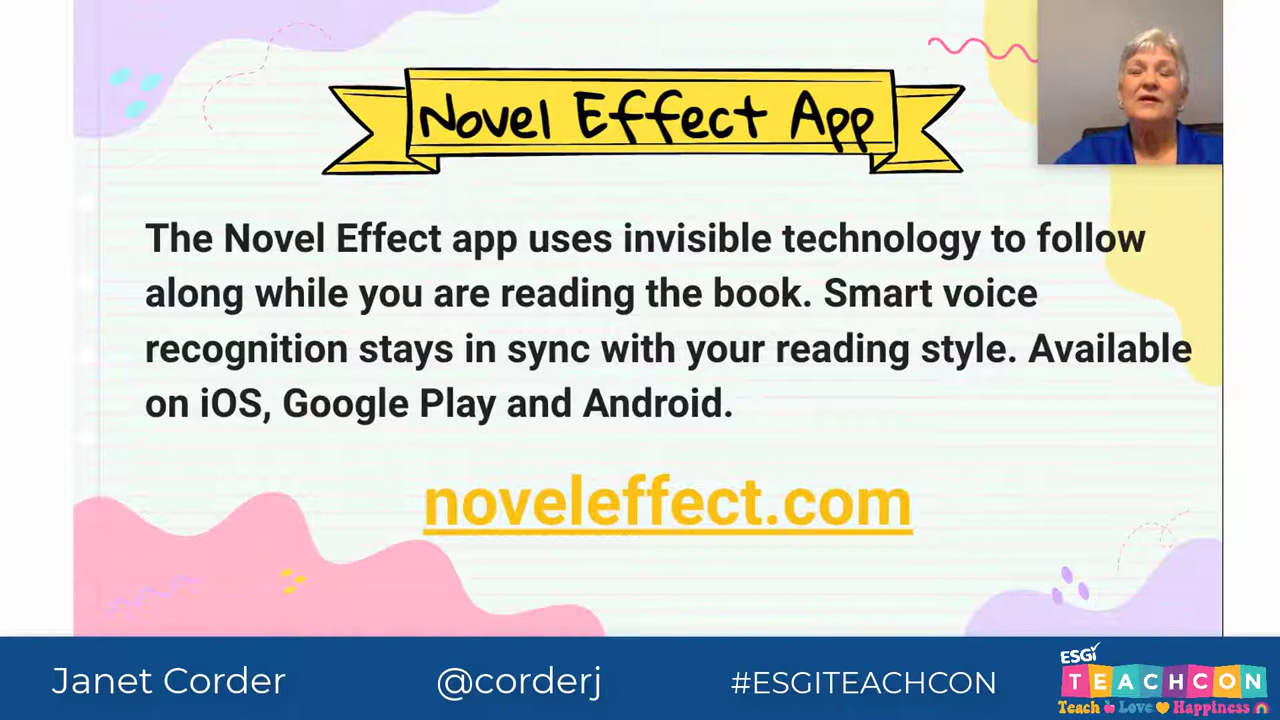 Novel Effect App
The Novel Effect app uses invisible technology to follow
along while you are reading the book. Smart voice
recognition stays in sync with your reading style. Available
on iOS, Google Play and Android.
noveleffect.com
Janet Corder
@corderj
#ESGITEACHCON
ESGi
TEACHCON
Teach Love Happiness